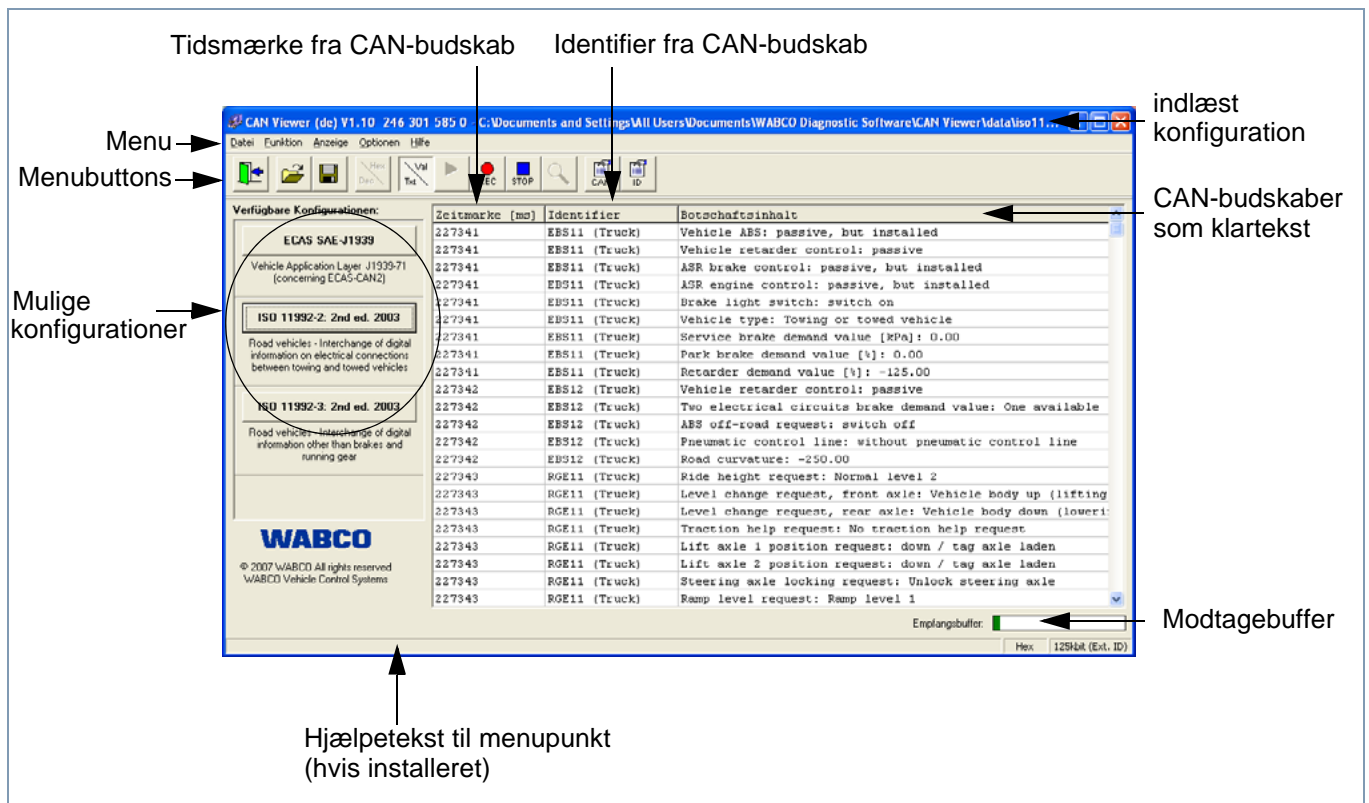 Tidsmærke fra CAN-budskab
Identifier fra CAN-budskab
indlæst
konfiguration
CAN Viewer (de) V1.10 246 301 585 0 - C:\Documents and Settings\All Users\Documents\WABCO Diagnostic Software\CAN Viewer\data\iso11...
Menu
Datei Funktion Anzeige Optionen Hilfe
Menubuttons
Hex
Dec
Val
Txt
REC
STOP
CAN
ID
CAN-budskaber
som klartekst
Verfügbare Konfigurationen:
ECAS SAE-J1939
Vehicle Application Layer J1939-71
(concerning ECAS-CAN2)
Mulige
konfigurationer
ISO 11992-2: 2nd ed. 2003
Road vehicles - Interchange of digital
information on electrical connections
between towing and towed vehicles
ISO 11992-3: 2nd ed. 2003
Road vehicles - Interchange of digital
information other than brakes and
running gear
WABCO
© 2007 WABCO All rights reserved
WABCO Vehicle Control Systems
Zeitmarke [ms] Identifier Botschaftsinhalt
227341 EBS11 (Truck) Vehicle ABS: passive, but installed
227341 EBS11 (Truck) Vehicle retarder control: passive
227341 EBS11 (Truck) ASR brake control: passive, but installed
227341 EBS11 (Truck) ASR engine control: passive, but installed
227341 EBS11 (Truck) Brake light switch: switch on
227341 EBS11 (Truck) Vehicle type: Towing or towed vehicle
227341 EBS11 (Truck) Service brake demand value [kPa]: 0.00
227341 EBS11 (Truck) Park brake demand value [%]: 0.00
227341 EBS11 (Truck) Retarder demand value [%]: -125.00
227342 EBS12 (Truck) Vehicle retarder control: passive
227342 EBS12 (Truck) Two electrical circuits brake demand value: One available
227342 EBS12 (Truck) ABS off-road request: switch off
227342 EBS12 (Truck) Pneumatic control line: without pneumatic control line
227342 EBS12 (Truck) Road curvature: -250.00
227343 RGE11 (Truck) Ride height request: Normal level 2
227343 RGE11 (Truck) Level change request, front axle: Vehicle body up (lifting
227343 RGE11 (Truck) Level change request, rear axle: Vehicle body down (loweri
227343 RGE11 (Truck) Traction help request: No traction help request
227343 RGE11 (Truck) Lift axle 1 position request: down / tag axle laden
227343 RGE11 (Truck) Lift axle 2 position request: down / tag axle laden
227343 RGE11 (Truck) Steering axle locking request: Unlock steering axle
227343 RGE11 (Truck) Ramp level request: Ramp level 1
Empfangsbuffer:
Modtagebuffer
Hex 125kbit (Ext. ID)
Hjælpetekst til menupunkt
(hvis installeret)